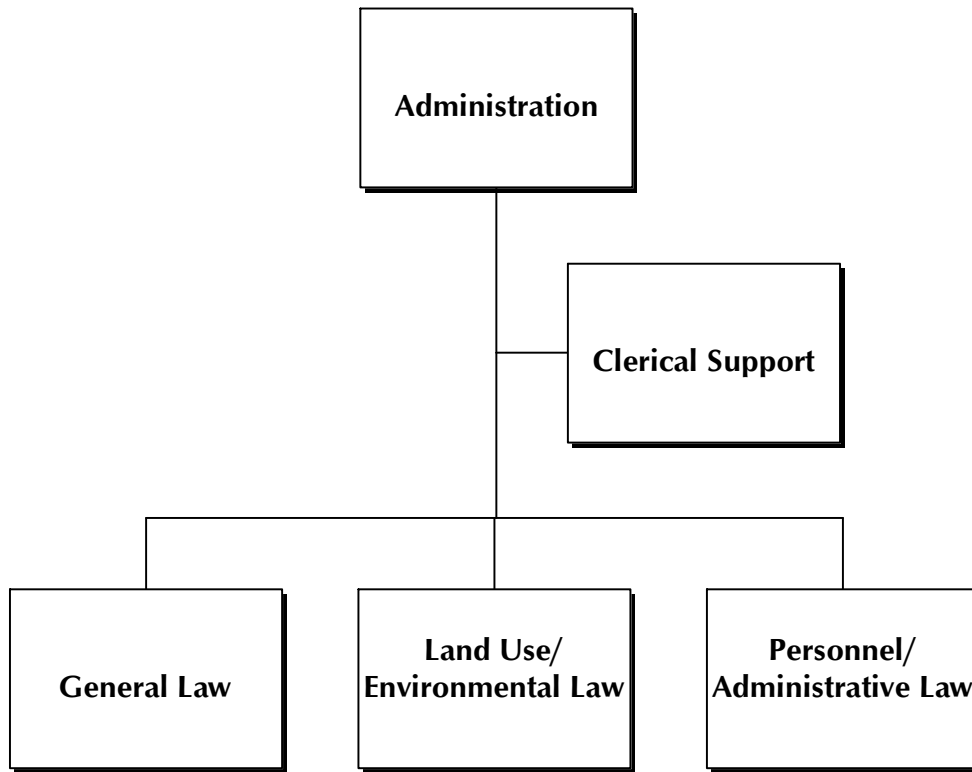 Administration
Clerical Support
General Law
Land Use/
Environmental Law
Personnel/
Administrative Law